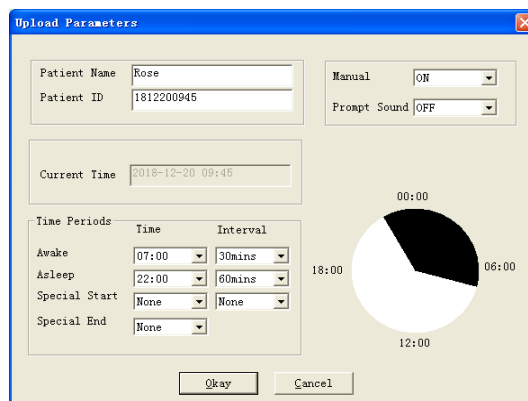 Upload Parameters
Patient Name Rose
Patient ID 1812200945
Manual ON
Prompt Sound OFF
Current Time 2018-12-20 09:45
Time Periods
Time Interval
Awake 07:00 30mins
Asleep 22:00 60mins
Special Start None None
Special End None
00:00
06:00
12:00
18:00
Okay Cancel